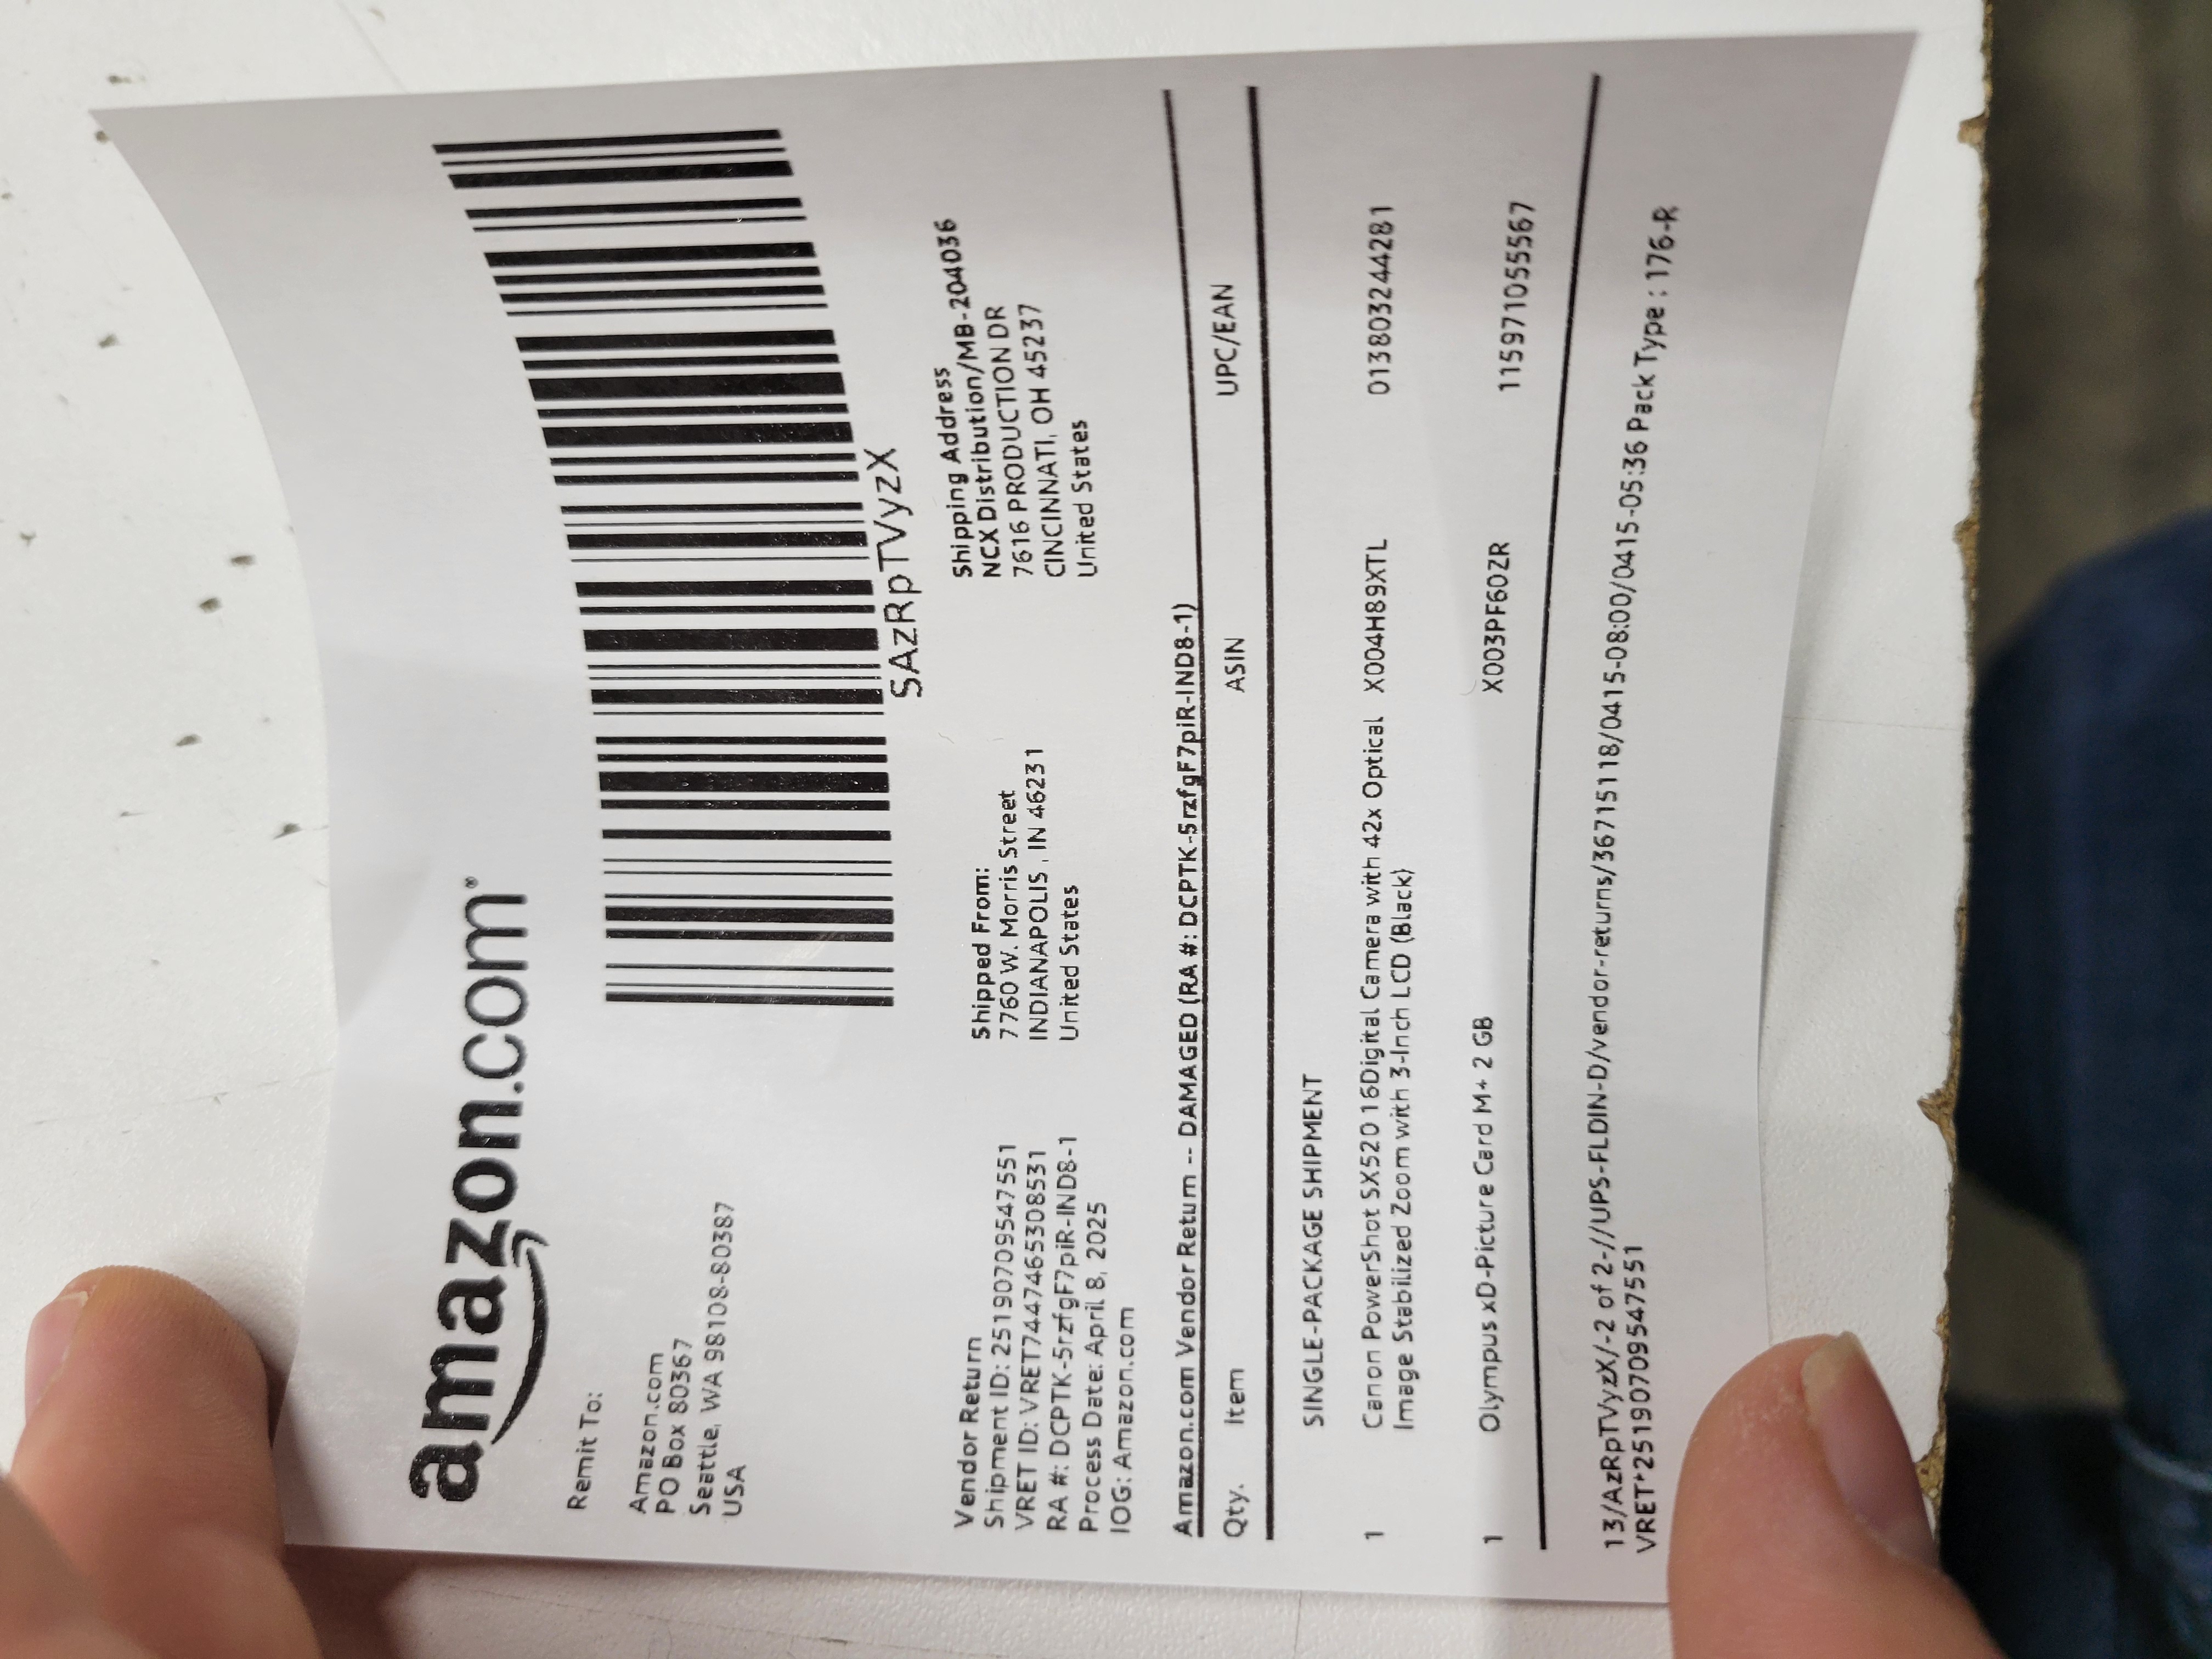 amazon.com®
Remit To:
Amazon.com
PO Box 80367
Seattle, WA 98108-80387
USA
SAzRpTVyzX
Vendor Return
Shipment ID: 25190709547551
VRET ID: VRET74474653085​31
RA #: DCPTK-5rzfgF7piR-IND8-1
Process Date: April 8, 2025
IOG: Amazon.com
Shipped From:
7760 W. Morris Street
INDIANAPOLIS , IN 46231
United States
Shipping Address
NCX Distribution/MB-204036
7616 PRODUCTION DR
CINCINNATI, OH 45237
United States
Amazon.com Vendor Return -- DAMAGED (RA #: DCPTK-5rzfgF7piR-IND8-1)
Qty. Item ASIN UPC/EAN
SINGLE-PACKAGE SHIPMENT
1 Canon PowerShot SX520 16Digital Camera with 42x Optical X004H89XTL 013803244281
Image Stabilized Zoom with 3-Inch LCD (Black)
1 Olympus xD-Picture Card M+ 2 GB X003PF60ZR 115971055567
13/AzRpTVyzX/-2 of 2-//UPS-FLDIN-D/vendor-returns/36715118/0415-08:00/0415-05:36 Pack Type : 176-R
VRET*25190709547551